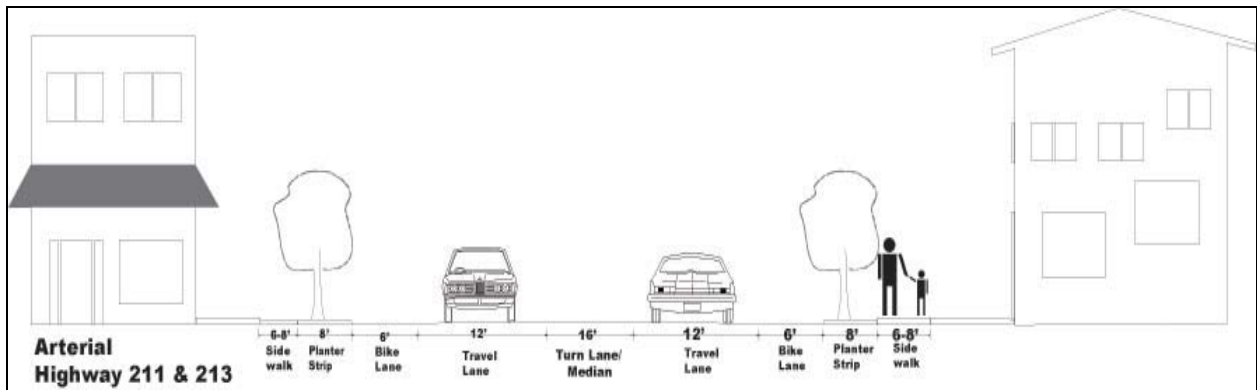 6-8' 8' 6' 12' 16' 12' 6' 8' 6-8'
Side walk
Planter Strip
Bike Lane
Travel Lane
Turn Lane/ Median
Travel Lane
Bike Lane
Planter Strip
Side walk
Arterial
Highway 211 & 213